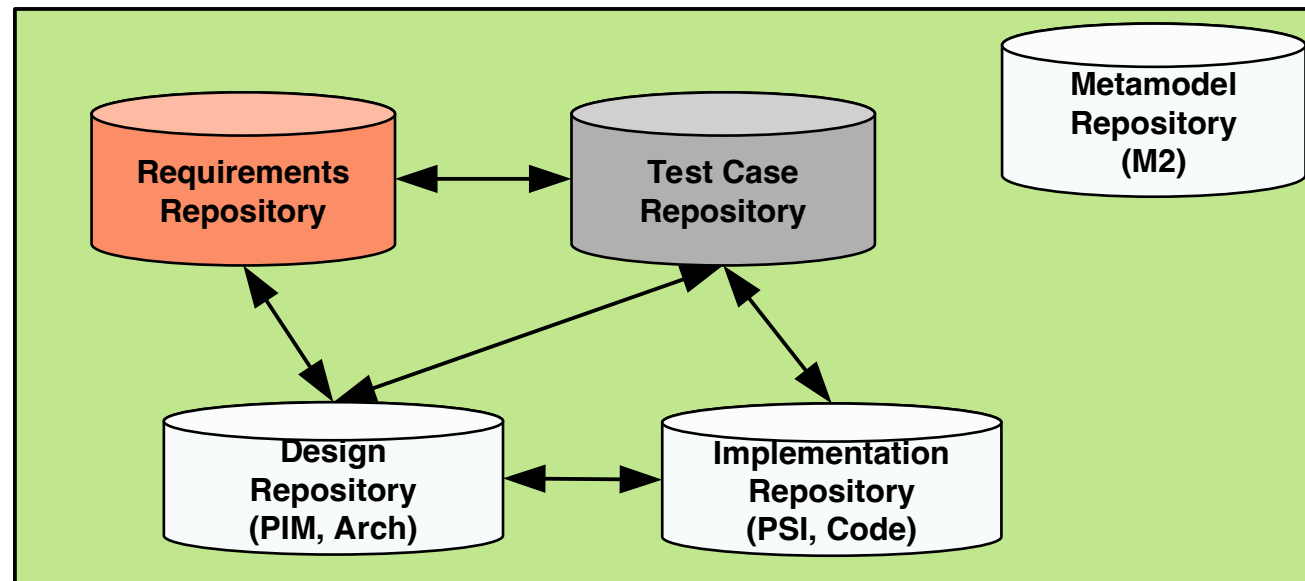 Metamodel
Repository
(M2)
Requirements
Repository
Test Case
Repository
Design
Repository
(PIM, Arch)
Implementation
Repository
(PSI, Code)